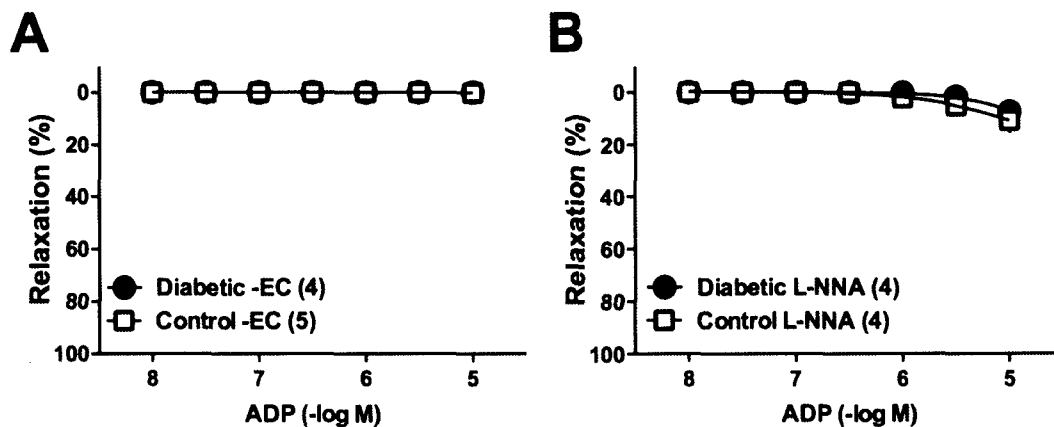 A
Relaxation (%)
0
20
40
60
80
100
Diabetic -EC (4)
Control -EC (5)
8
7
6
5
ADP (-log M)
B
Relaxation (%)
0
20
40
60
80
100
Diabetic L-NNA (4)
Control L-NNA (4)
8
7
6
5
ADP (-log M)